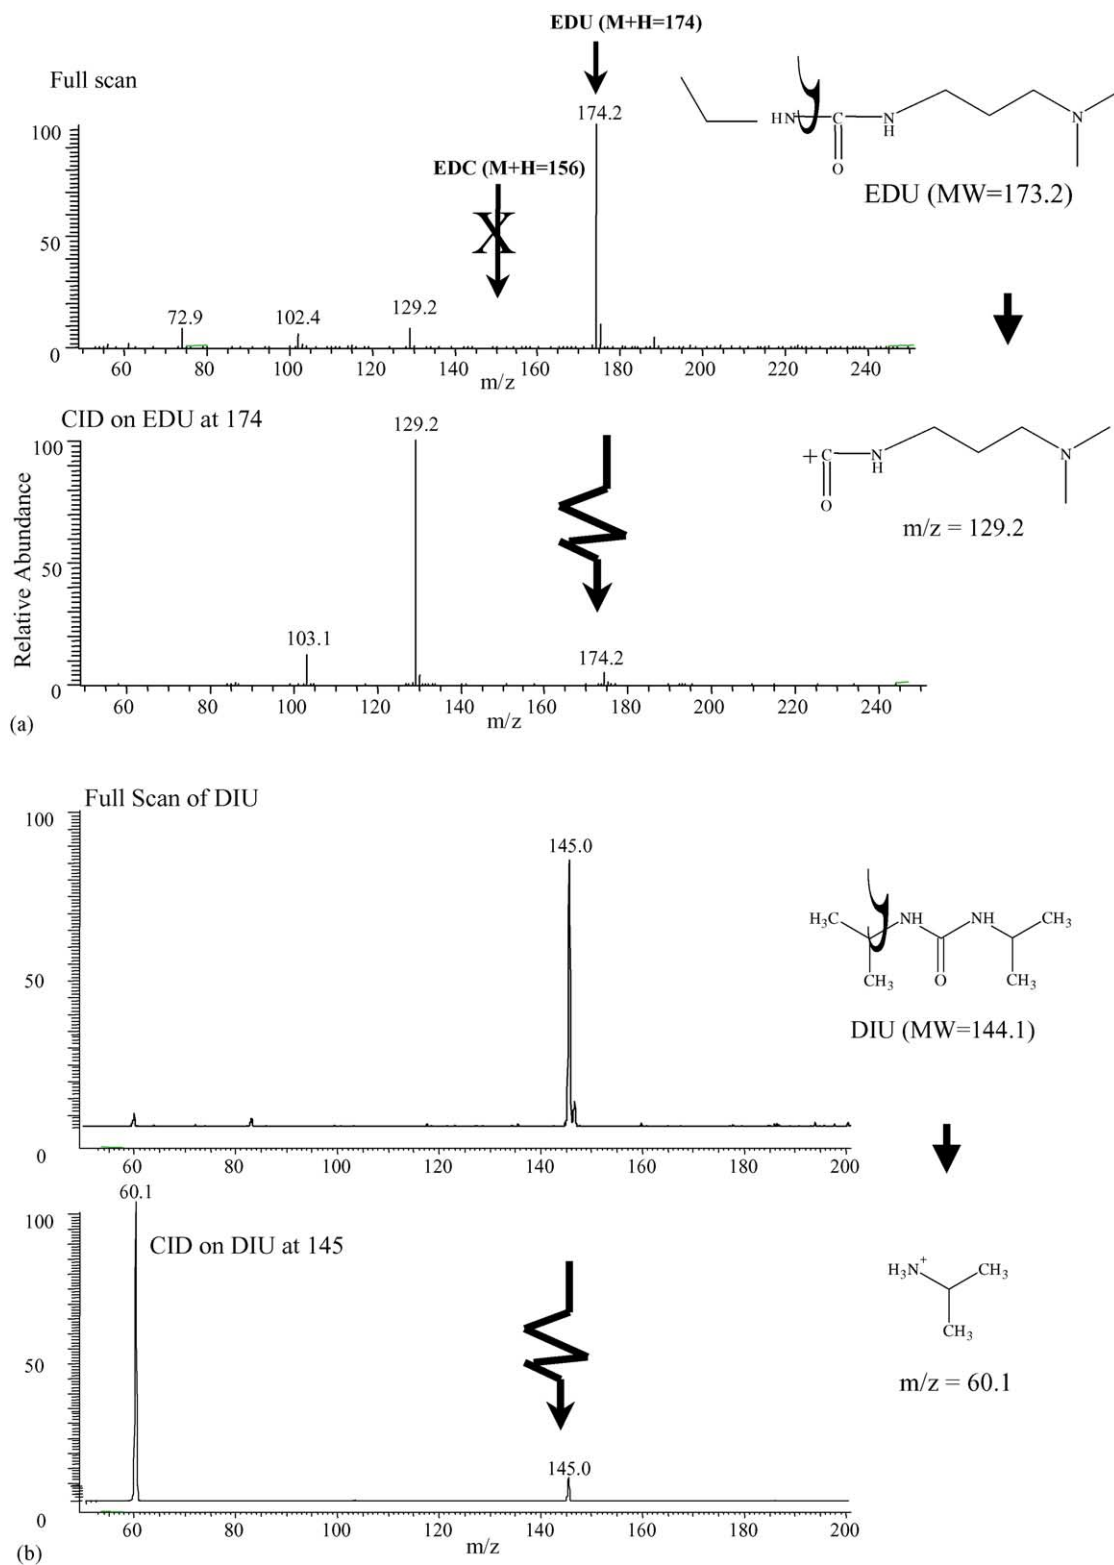 EDU (M+H=174)
Full scan
174.2
100
EDC (M+H=156)
X
50
72.9
102.4
129.2
0
60 80 100 120 140 160 180 200 220 240
m/z
HN C N H N
O
EDU (MW=173.2)
CID on EDU at 174
129.2
100
Relative Abundance
50
103.1
174.2
0
60 80 100 120 140 160 180 200 220 240
m/z
+C N H N
O
m/z = 129.2
(a)
Full Scan of DIU
100
145.0
50
0
60 80 100 120 140 160 180 200
H₃C NH NH CH₃
CH₃ O CH₃
DIU (MW=144.1)
60.1
100
CID on DIU at 145
50
145.0
0
60 80 100 120 140 160 180 200
m/z
H₃N⁺ CH₃
CH₃
m/z = 60.1
(b)